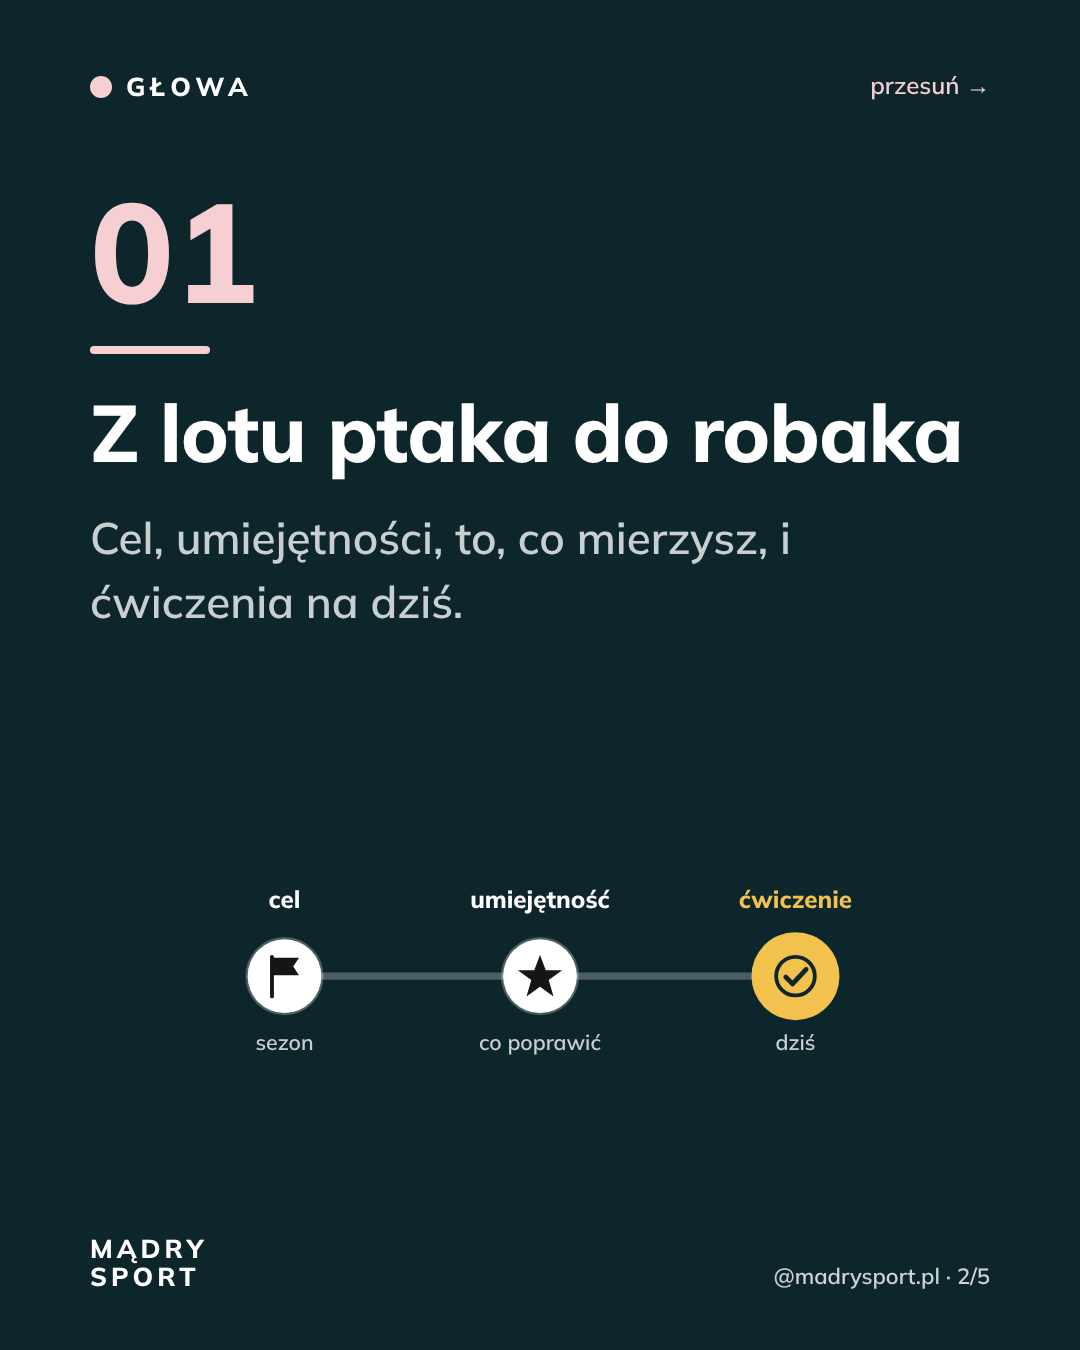 GŁOWA
przesuń →
01
Z lotu ptaka do robaka
Cel, umiejętności, to, co mierzysz, i
ćwiczenia na dziś.
cel
umiejętność
ćwiczenie
sezon
co poprawić
dziś
MĄDRY
SPORT
@madrysport.pl · 2/5